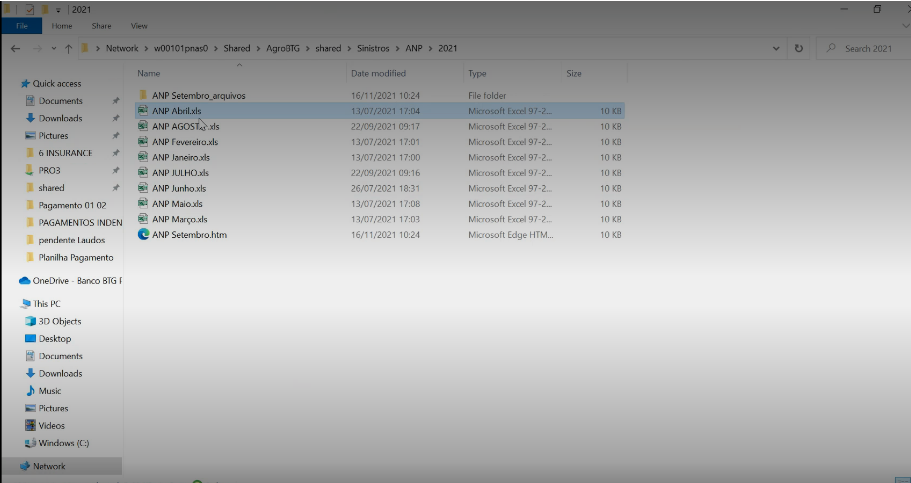 2021
File Home Share View
Network > w00101pnas0 > Shared > AgroBTG > shared > Sinistros > ANP > 2021
Search 2021
Name Date modified Type Size
ANP Setembro_arquivos 16/11/2021 10:24 File folder
ANP Abril.xls 13/07/2021 17:04 Microsoft Excel 97-2... 10 KB
22/09/2021 09:17 Microsoft Excel 97-2... 10 KB
ANP Fevereiro.xls 13/07/2021 17:01 Microsoft Excel 97-2... 10 KB
ANP Janeiro.xls 13/07/2021 17:00 Microsoft Excel 97-2... 10 KB
ANP JULHO.xls 22/09/2021 09:16 Microsoft Excel 97-2... 10 KB
ANP Junho.xls 26/07/2021 18:31 Microsoft Excel 97-2... 10 KB
ANP Maio.xls 13/07/2021 17:08 Microsoft Excel 97-2... 10 KB
ANP Março.xls 13/07/2021 17:03 Microsoft Excel 97-2... 10 KB
ANP Setembro.htm 16/11/2021 10:24 Microsoft Edge HTM... 10 KB
Quick access
Documents
Downloads
Pictures
6 INSURANCE
PRO3
shared
Pagamento 01 02
PAGAMENTOS INDEN
pendente Laudos
Planilha Pagamento
OneDrive - Banco BTG P
This PC
3D Objects
Desktop
Documents
Downloads
Music
Pictures
Videos
Windows (C:)
Network